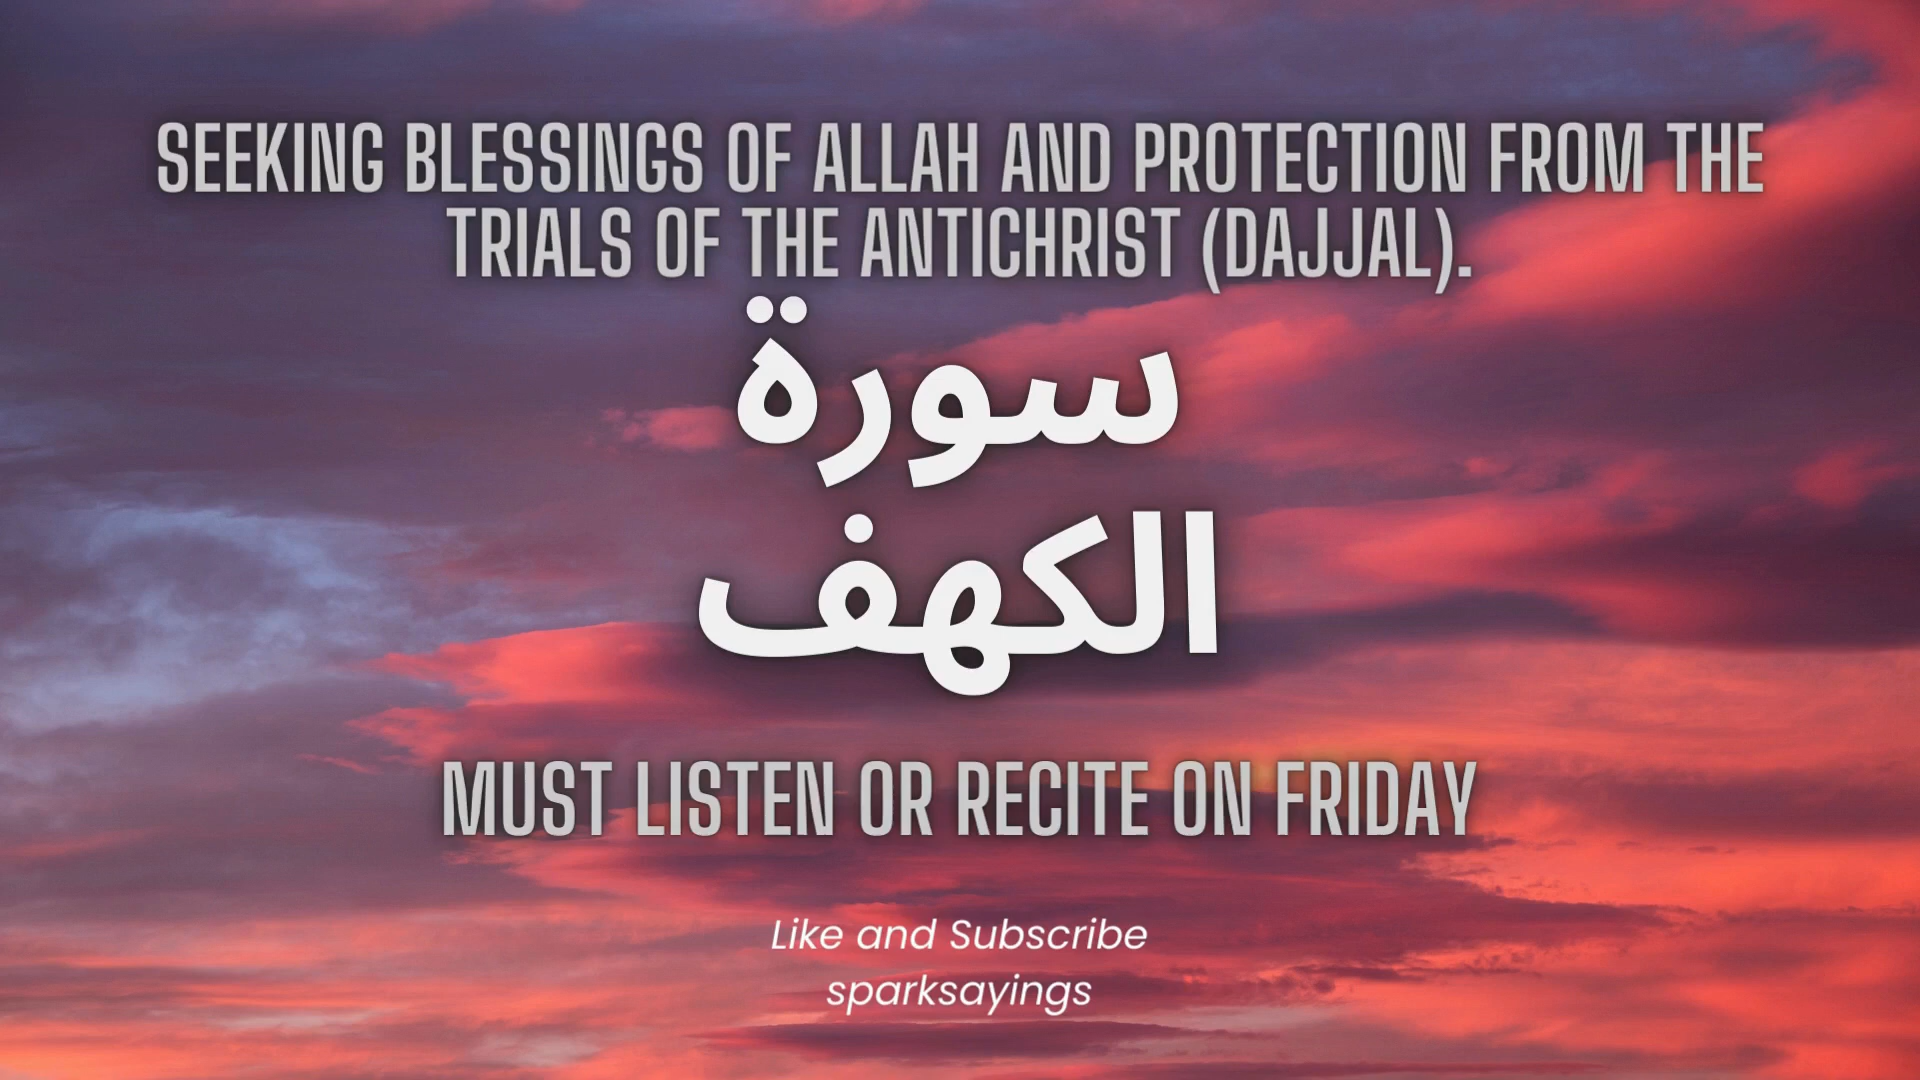 SEEKING BLESSINGS OF ALLAH AND PROTECTION FROM THE
TRIALS OF THE ANTICHRIST (DAJJAL).
سورة
الكهف
MUST LISTEN OR RECITE ON FRIDAY
Like and Subscribe
sparksayings